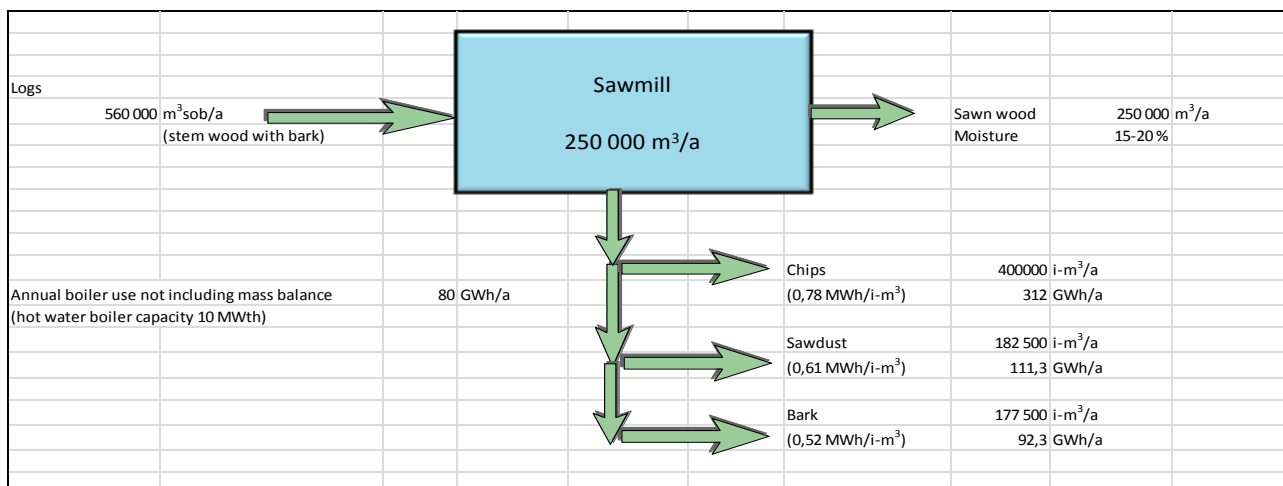 Logs
560 000 m³sob/a
(stem wood with bark)
Sawmill
250 000 m³/a
Sawn wood 250 000 m³/a
Moisture 15-20 %
Chips 400000 i-m³/a
(0,78 MWh/i-m³) 312 GWh/a
Annual boiler use not including mass balance 80 GWh/a
(hot water boiler capacity 10 MWth)
Sawdust 182 500 i-m³/a
(0,61 MWh/i-m³) 111,3 GWh/a
Bark 177 500 i-m³/a
(0,52 MWh/i-m³) 92,3 GWh/a